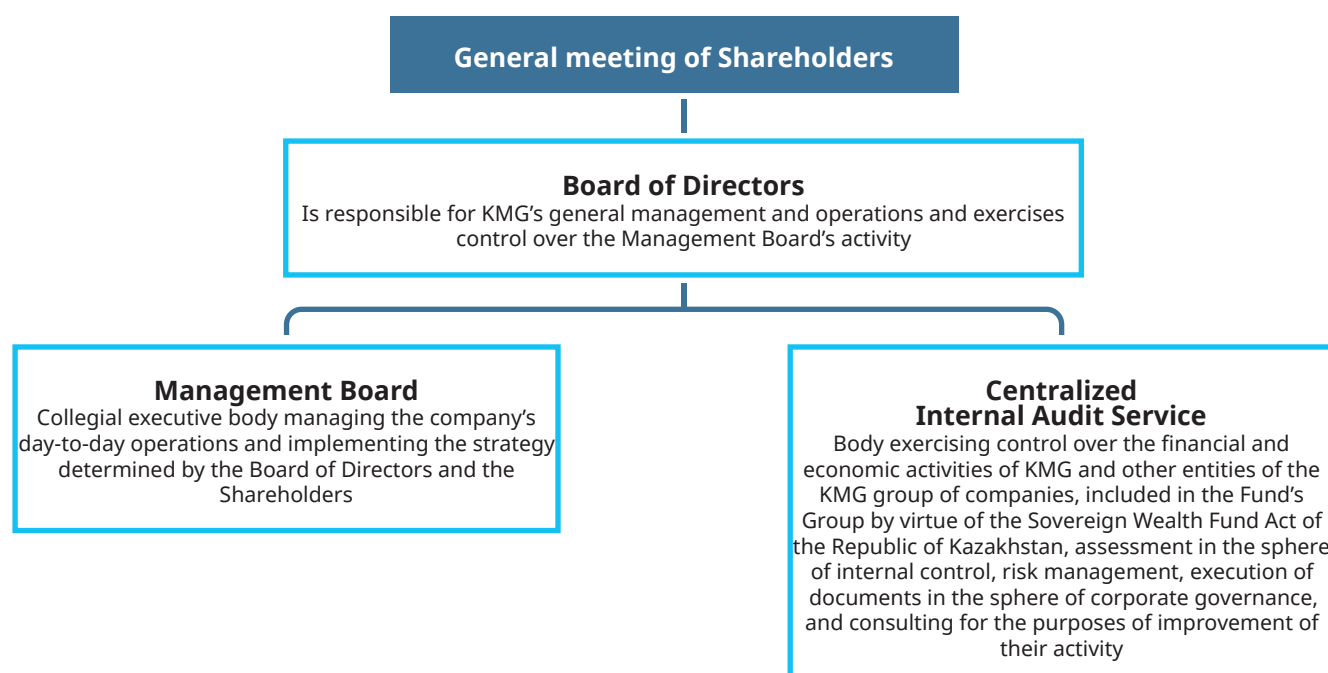 General meeting of Shareholders
Board of Directors
Is responsible for KMG’s general management and operations and exercises
control over the Management Board’s activity
Management Board
Collegial executive body managing the company’s
day-to-day operations and implementing the strategy
determined by the Board of Directors and the
Shareholders
Centralized
Internal Audit Service
Body exercising control over the financial and
economic activities of KMG and other entities of the
KMG group of companies, included in the Fund’s
Group by virtue of the Sovereign Wealth Fund Act of
the Republic of Kazakhstan, assessment in the sphere
of internal control, risk management, execution of
documents in the sphere of corporate governance,
and consulting for the purposes of improvement of
their activity